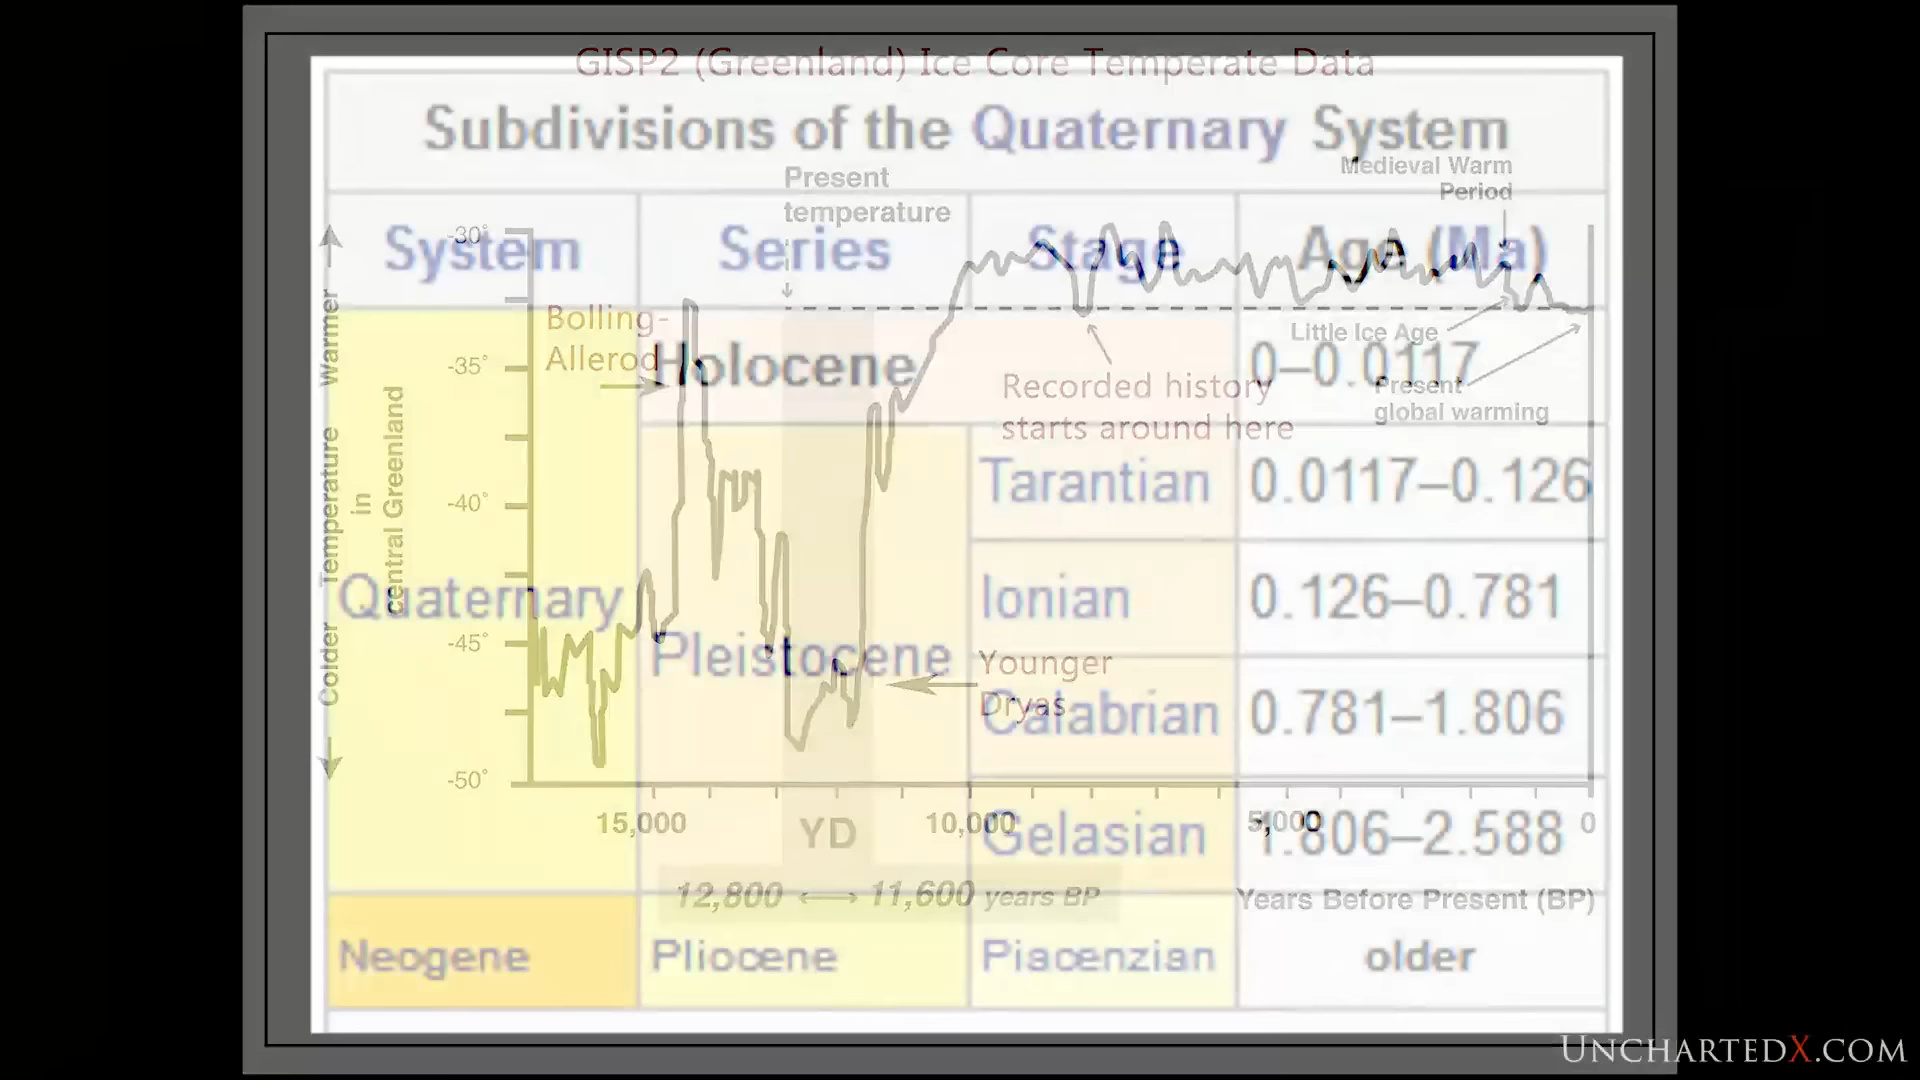 GISP2 (Greenland) Ice Core Temperate Data
Subdivisions of the Quaternary System
System
Series
Stage
Age (Ma)
Quaternary
Holocene
0–0.0117
Pleistocene
Tarantian
0.0117–0.126
Ionian
0.126–0.781
Calabrian
0.781–1.806
Gelasian
1.806–2.588
Neogene
Pliocene
Piacenzian
older
Present
temperature
Medieval Warm
Period
Little Ice Age
Present
global warming
Bolling-
Allerod
Recorded history
starts around here
Younger
Dryas
Colder Temperature Warmer
in
central Greenland
-30°
-35°
-40°
-45°
-50°
15,000
YD
10,000
5,000
0
12,800 ⟷ 11,600 years BP
Years Before Present (BP)
UNCHARTEDX.COM